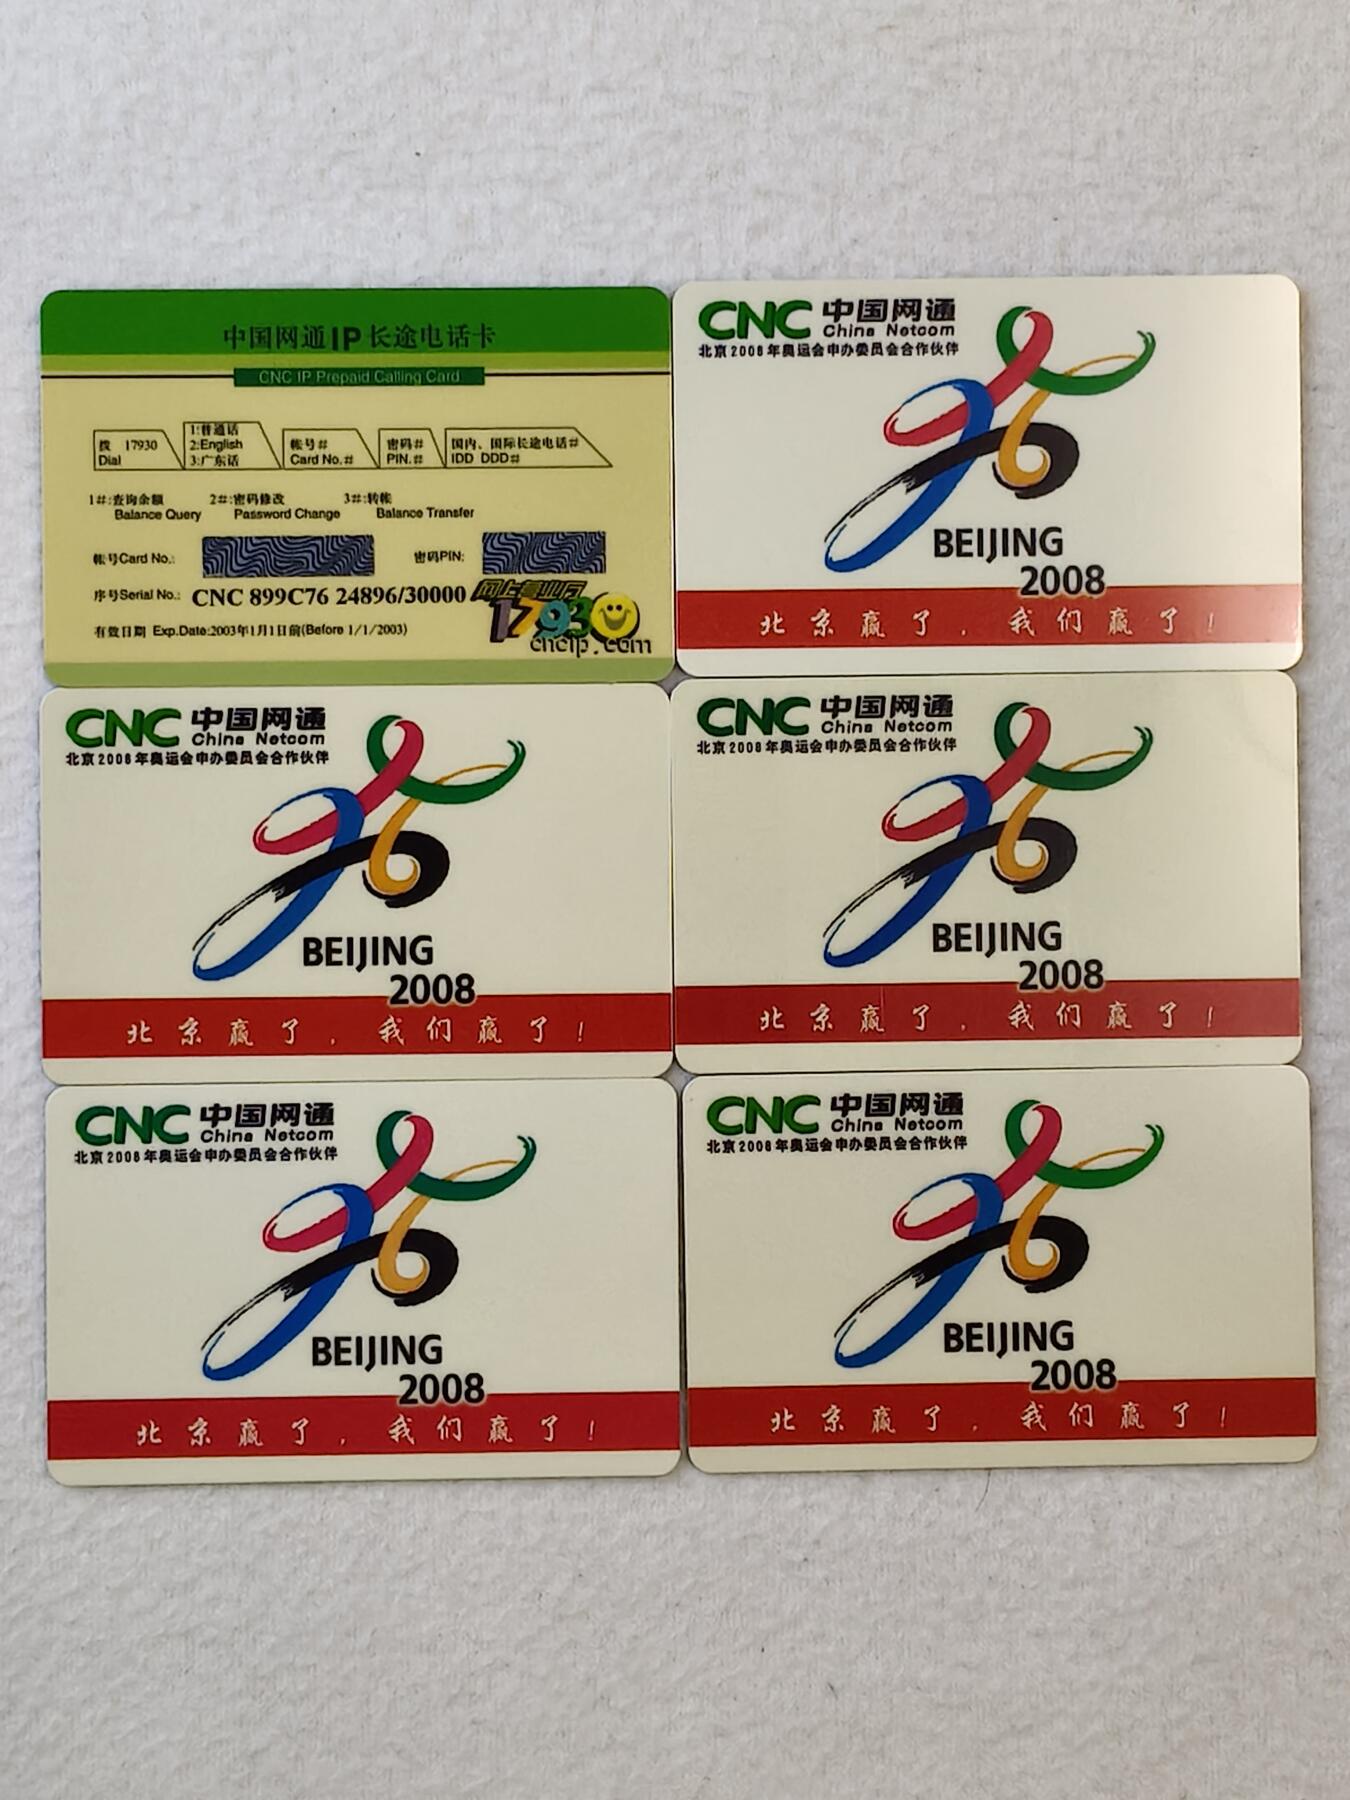 中国网通IP长途电话卡
CNC IP Prepaid Calling Card
拨 17930
Dial
1:普通话
2:English
3:广东话
帐号#
Card No.#
密码#
PIN.#
国内、国际长途电话#
IDD DDD#
1#:查询余额 2#:密码修改 3#:转帐
Balance Query Password Change Balance Transfer
帐号Card No.: 密码PIN:
序号Serial No.: CNC 899C76 24896/30000
有效日期 Exp.Date:2003年1月1日前(Before 1/1/2003)
网上营业厅
17930
cncip.com
CNC 中国网通
China Netcom
北京2008年奥运会申办委员会合作伙伴
BEIJING
2008
北京赢了，我们赢了！
CNC 中国网通
China Netcom
北京2008年奥运会申办委员会合作伙伴
BEIJING
2008
北京赢了，我们赢了！
CNC 中国网通
China Netcom
北京2008年奥运会申办委员会合作伙伴
BEIJING
2008
北京赢了，我们赢了！
CNC 中国网通
China Netcom
北京2008年奥运会申办委员会合作伙伴
BEIJING
2008
北京赢了，我们赢了！
CNC 中国网通
China Netcom
北京2008年奥运会申办委员会合作伙伴
BEIJING
2008
北京赢了，我们赢了！